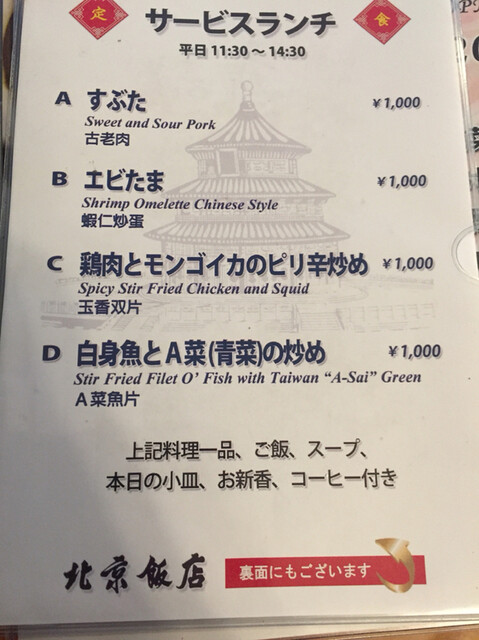 定 食
サービスランチ
平日 11:30 ~ 14:30
A すぶた ¥1,000
Sweet and Sour Pork
古老肉
B エビたま ¥1,000
Shrimp Omelette Chinese Style
蝦仁炒蛋
C 鶏肉とモンゴイカのピリ辛炒め ¥1,000
Spicy Stir Fried Chicken and Squid
玉香双片
D 白身魚とA菜(青菜)の炒め ¥1,000
Stir Fried Filet O' Fish with Taiwan "A-Sai" Green
A菜魚片
上記料理一品、ご飯、スープ、
本日の小皿、お新香、コーヒー付き
北京飯店
裏面にもございます